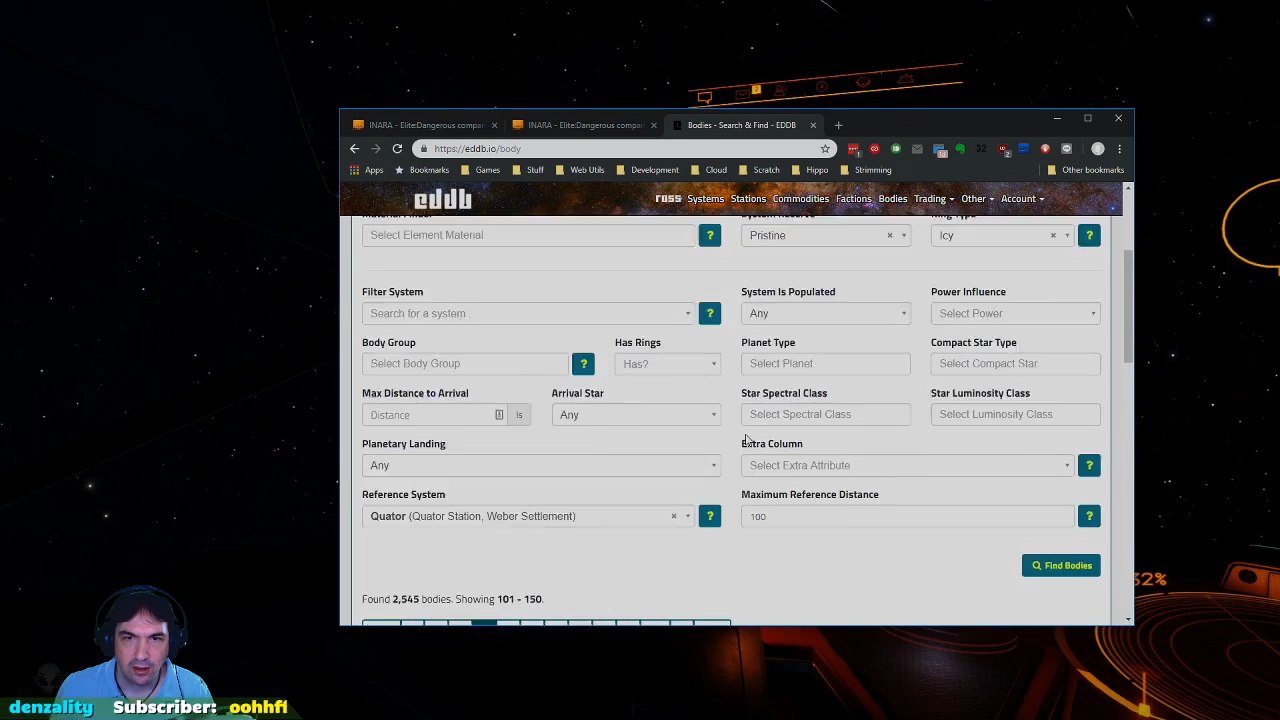 INARA - Elite:Dangerous compan
INARA - Elite:Dangerous compan
Bodies - Search & Find - EDDB
https://eddb.io/body
Apps
Bookmarks
Games
Stuff
Web Utils
Development
Cloud
Scratch
Hippo
Strimming
Other bookmarks
eddb
ross
Systems
Stations
Commodities
Factions
Bodies
Trading
Other
Account
Select Element Material
?
Pristine
Icy
?
Filter System
System Is Populated
Power Influence
Search for a system ...
?
Any
Select Power
Body Group
Has Rings
Planet Type
Compact Star Type
Select Body Group
?
Has?
Select Planet
Select Compact Star
Max Distance to Arrival
Arrival Star
Star Spectral Class
Star Luminosity Class
Distance
ls
Any
Select Spectral Class
Select Luminosity Class
Planetary Landing
Extra Column
Any
Select Extra Attribute
?
Reference System
Maximum Reference Distance
Quator (Quator Station, Weber Settlement)
?
100
?
Find Bodies
Found 2,545 bodies. Showing 101 - 150.
32%
denzality Subscriber: oohhfl